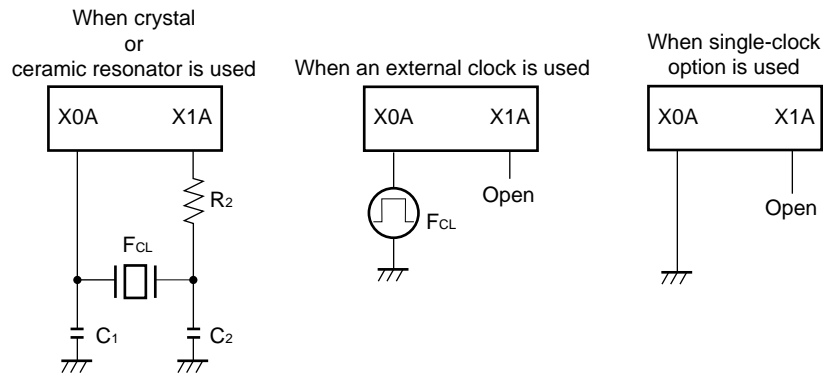 When crystal
or
ceramic resonator is used
X0A X1A
R2
FCL
C1 C2
When an external clock is used
X0A X1A
Open
FCL
When single-clock
option is used
X0A X1A
Open